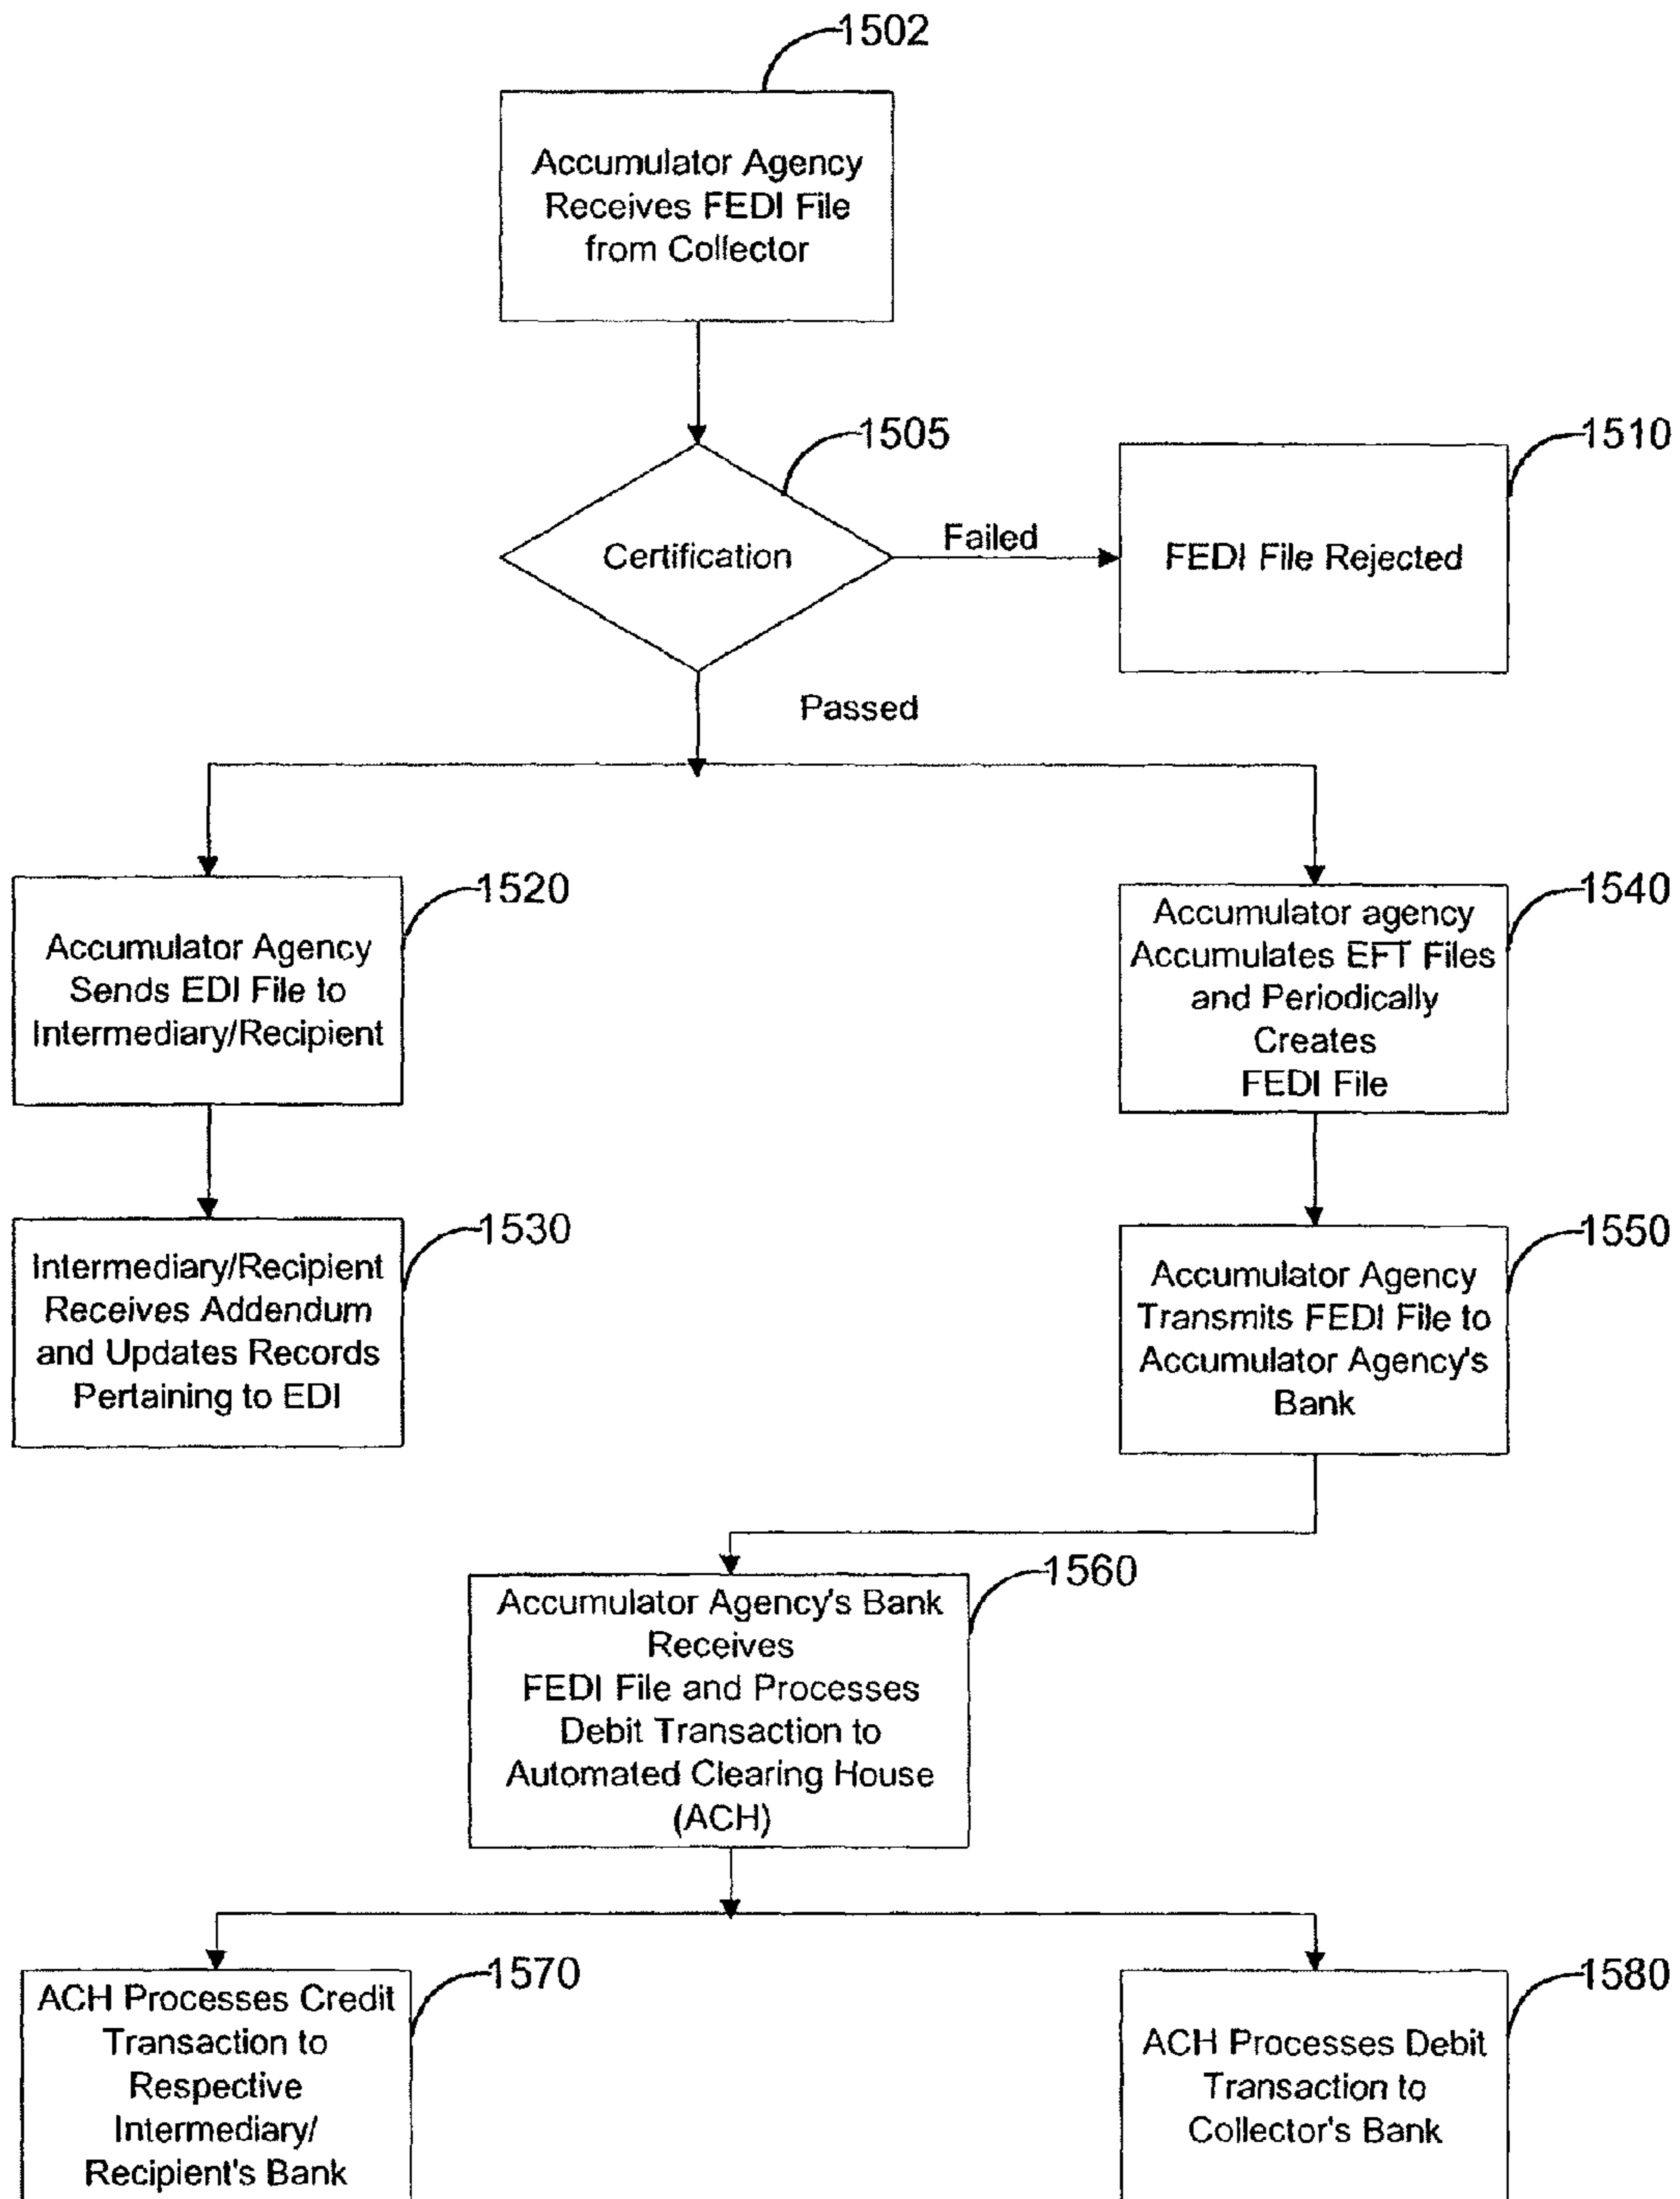 1502
Accumulator Agency
Receives FEDI File
from Collector
1505
Certification
Failed
1510
FEDI File Rejected
Passed
1520
Accumulator Agency
Sends EDI File to
Intermediary/Recipient
1540
Accumulator agency
Accumulates EFT Files
and Periodically
Creates
FEDI File
1530
Intermediary/Recipient
Receives Addendum
and Updates Records
Pertaining to EDI
1550
Accumulator Agency
Transmits FEDI File to
Accumulator Agency's
Bank
1560
Accumulator Agency's Bank
Receives
FEDI File and Processes
Debit Transaction to
Automated Clearing House
(ACH)
1570
ACH Processes Credit
Transaction to
Respective
Intermediary/
Recipient's Bank
1580
ACH Processes Debit
Transaction to
Collector's Bank